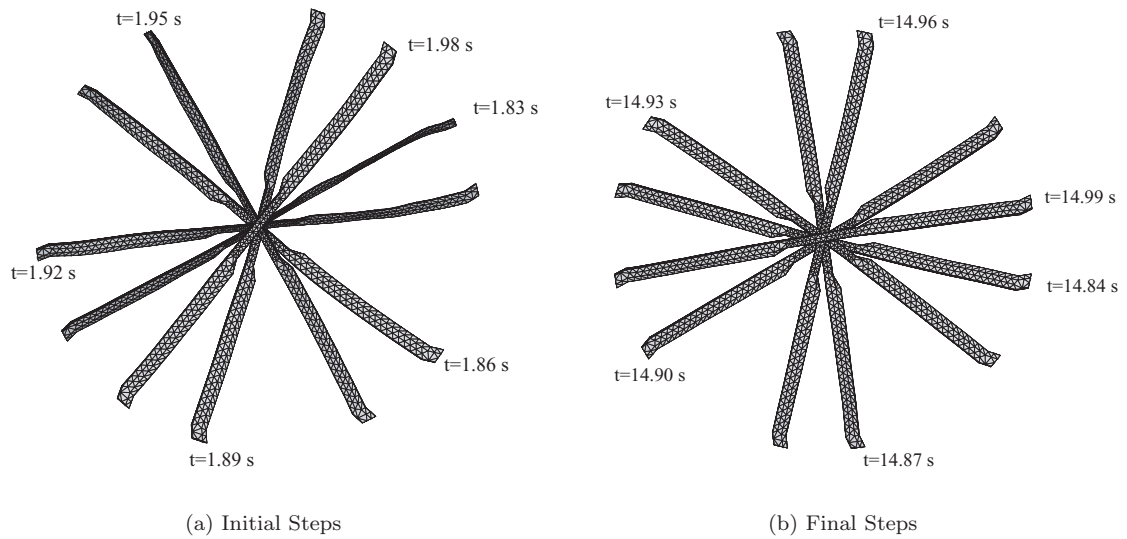 t=1.95 s
t=1.98 s
t=1.83 s
t=1.92 s
t=1.86 s
t=1.89 s
(a) Initial Steps
t=14.96 s
t=14.93 s
t=14.99 s
t=14.84 s
t=14.90 s
t=14.87 s
(b) Final Steps